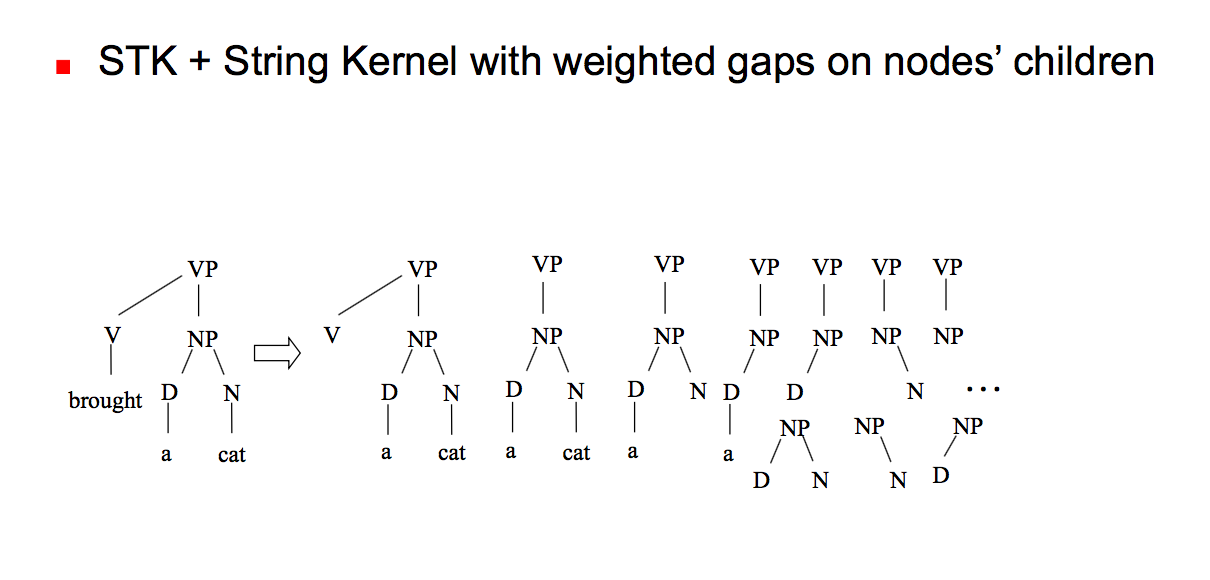 STK + String Kernel with weighted gaps on nodes’ children
VP VP VP VP VP VP VP VP
V NP V NP NP NP NP NP NP NP
brought D N D N D N D N D D N ...
a cat a cat a cat a a NP NP NP
D N N D